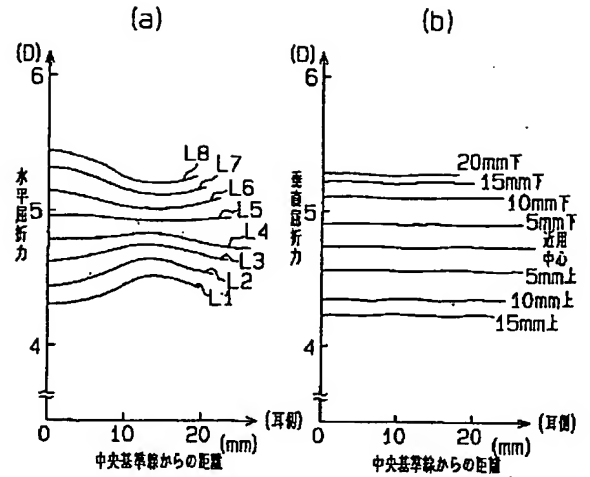 (a)
(D)
6
5
4
水平屈折力
L8
L7
L6
L5
L4
L3
L2
L1
0
10
20
(mm)
(耳側)
中央基準線からの距離
(b)
(D)
6
5
4
垂直屈折力
20mm下
15mm下
10mm下
5mm下
近用
中心
5mm上
10mm上
15mm上
0
10
20
(mm)
(耳側)
中央基準線からの距離